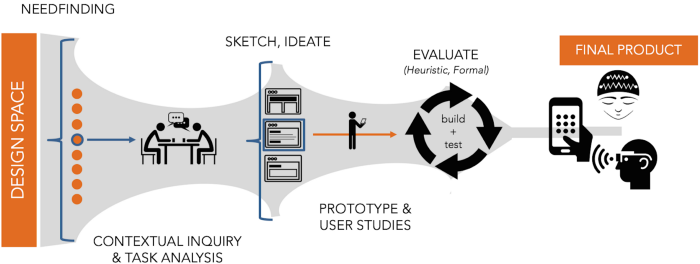 NEEDFINDING
DESIGN SPACE
CONTEXTUAL INQUIRY
& TASK ANALYSIS
SKETCH, IDEATE
PROTOTYPE &
USER STUDIES
EVALUATE
(Heuristic, Formal)
build
+
test
FINAL PRODUCT